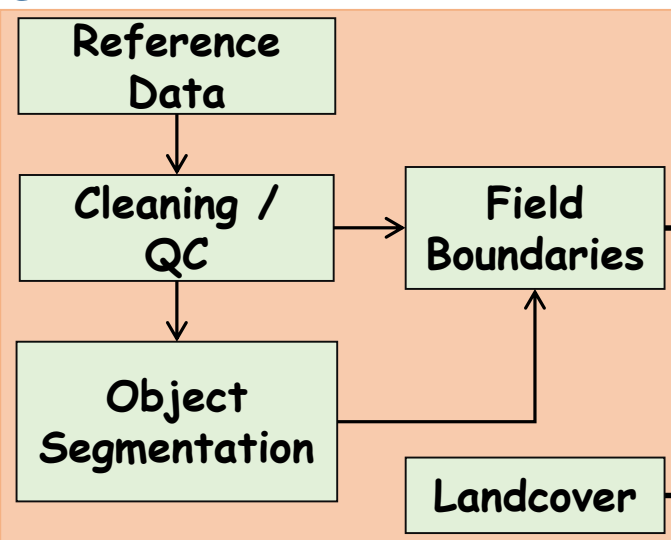 Reference
Data
Cleaning /
QC
Field
Boundaries
Object
Segmentation
Landcover